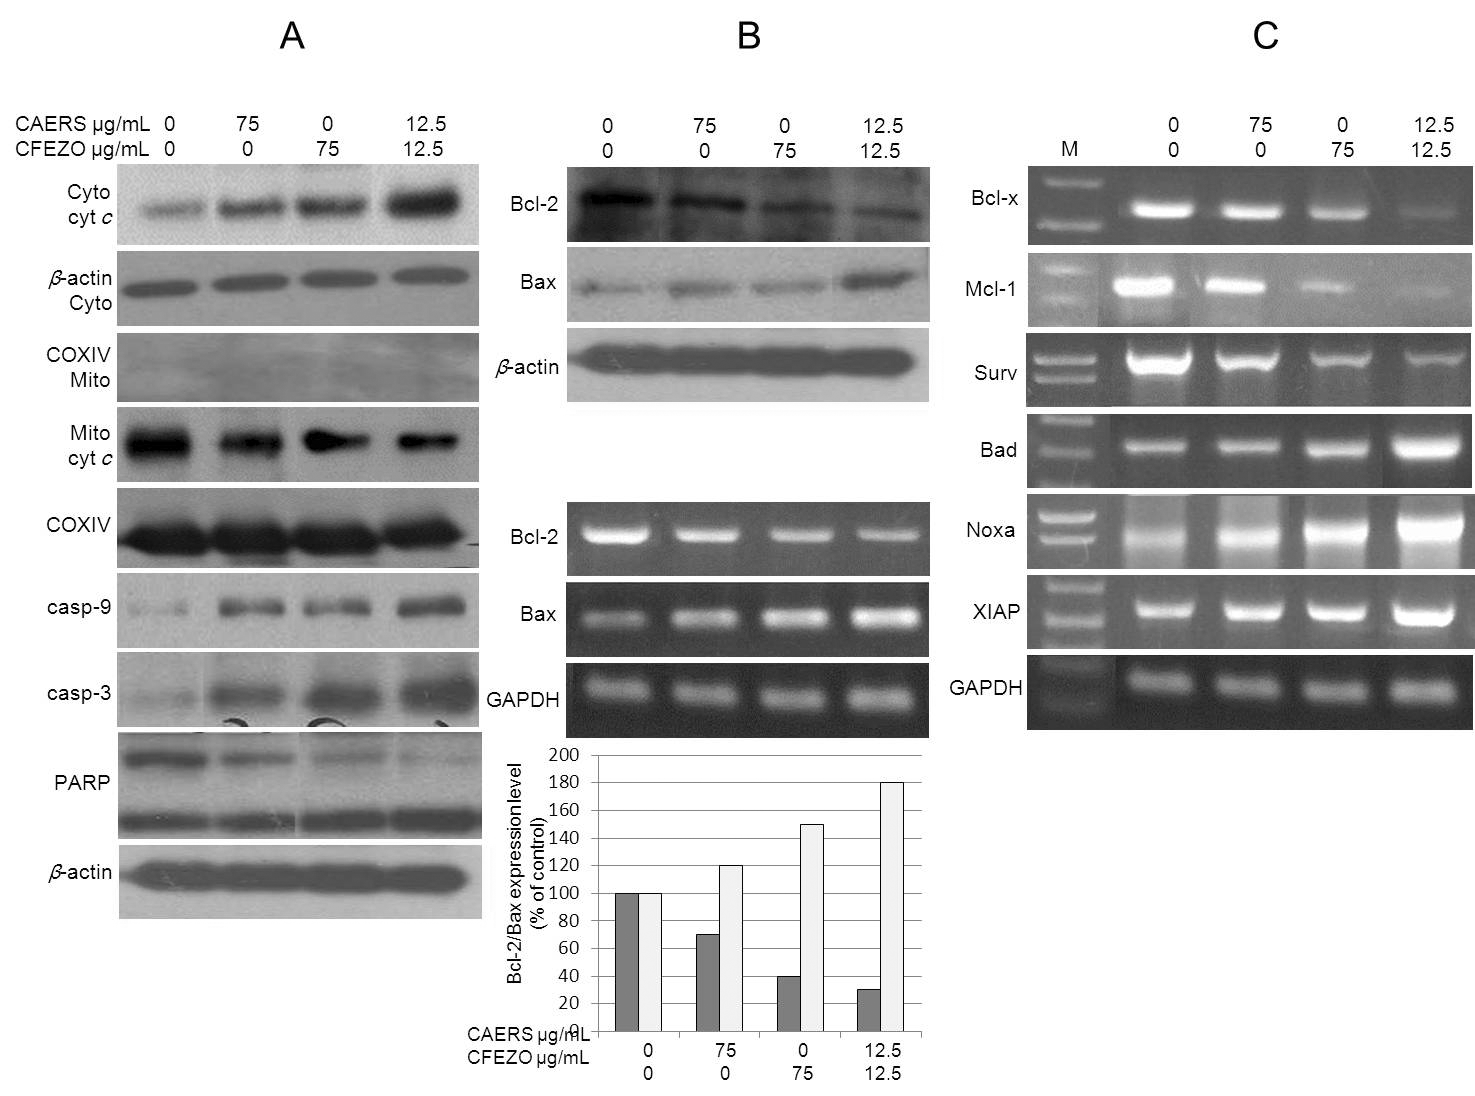 A
B
C
CAERS µg/mL 0 75 0 12.5
CFEZO µg/mL 0 0 75 12.5
Cyto
cyt c
β-actin
Cyto
COXIV
Mito
Mito
cyt c
COXIV
casp-9
casp-3
PARP
β-actin
0 75 0 12.5
0 0 75 12.5
Bcl-2
Bax
β-actin
Bcl-2
Bax
GAPDH
Bcl-2/Bax expression level
(% of control)
200
180
160
140
120
100
80
60
40
20
0
CAERS µg/mL 0 75 0 12.5
CFEZO µg/mL 0 0 75 12.5
0 75 0 12.5
M 0 0 75 12.5
Bcl-x
Mcl-1
Surv
Bad
Noxa
XIAP
GAPDH